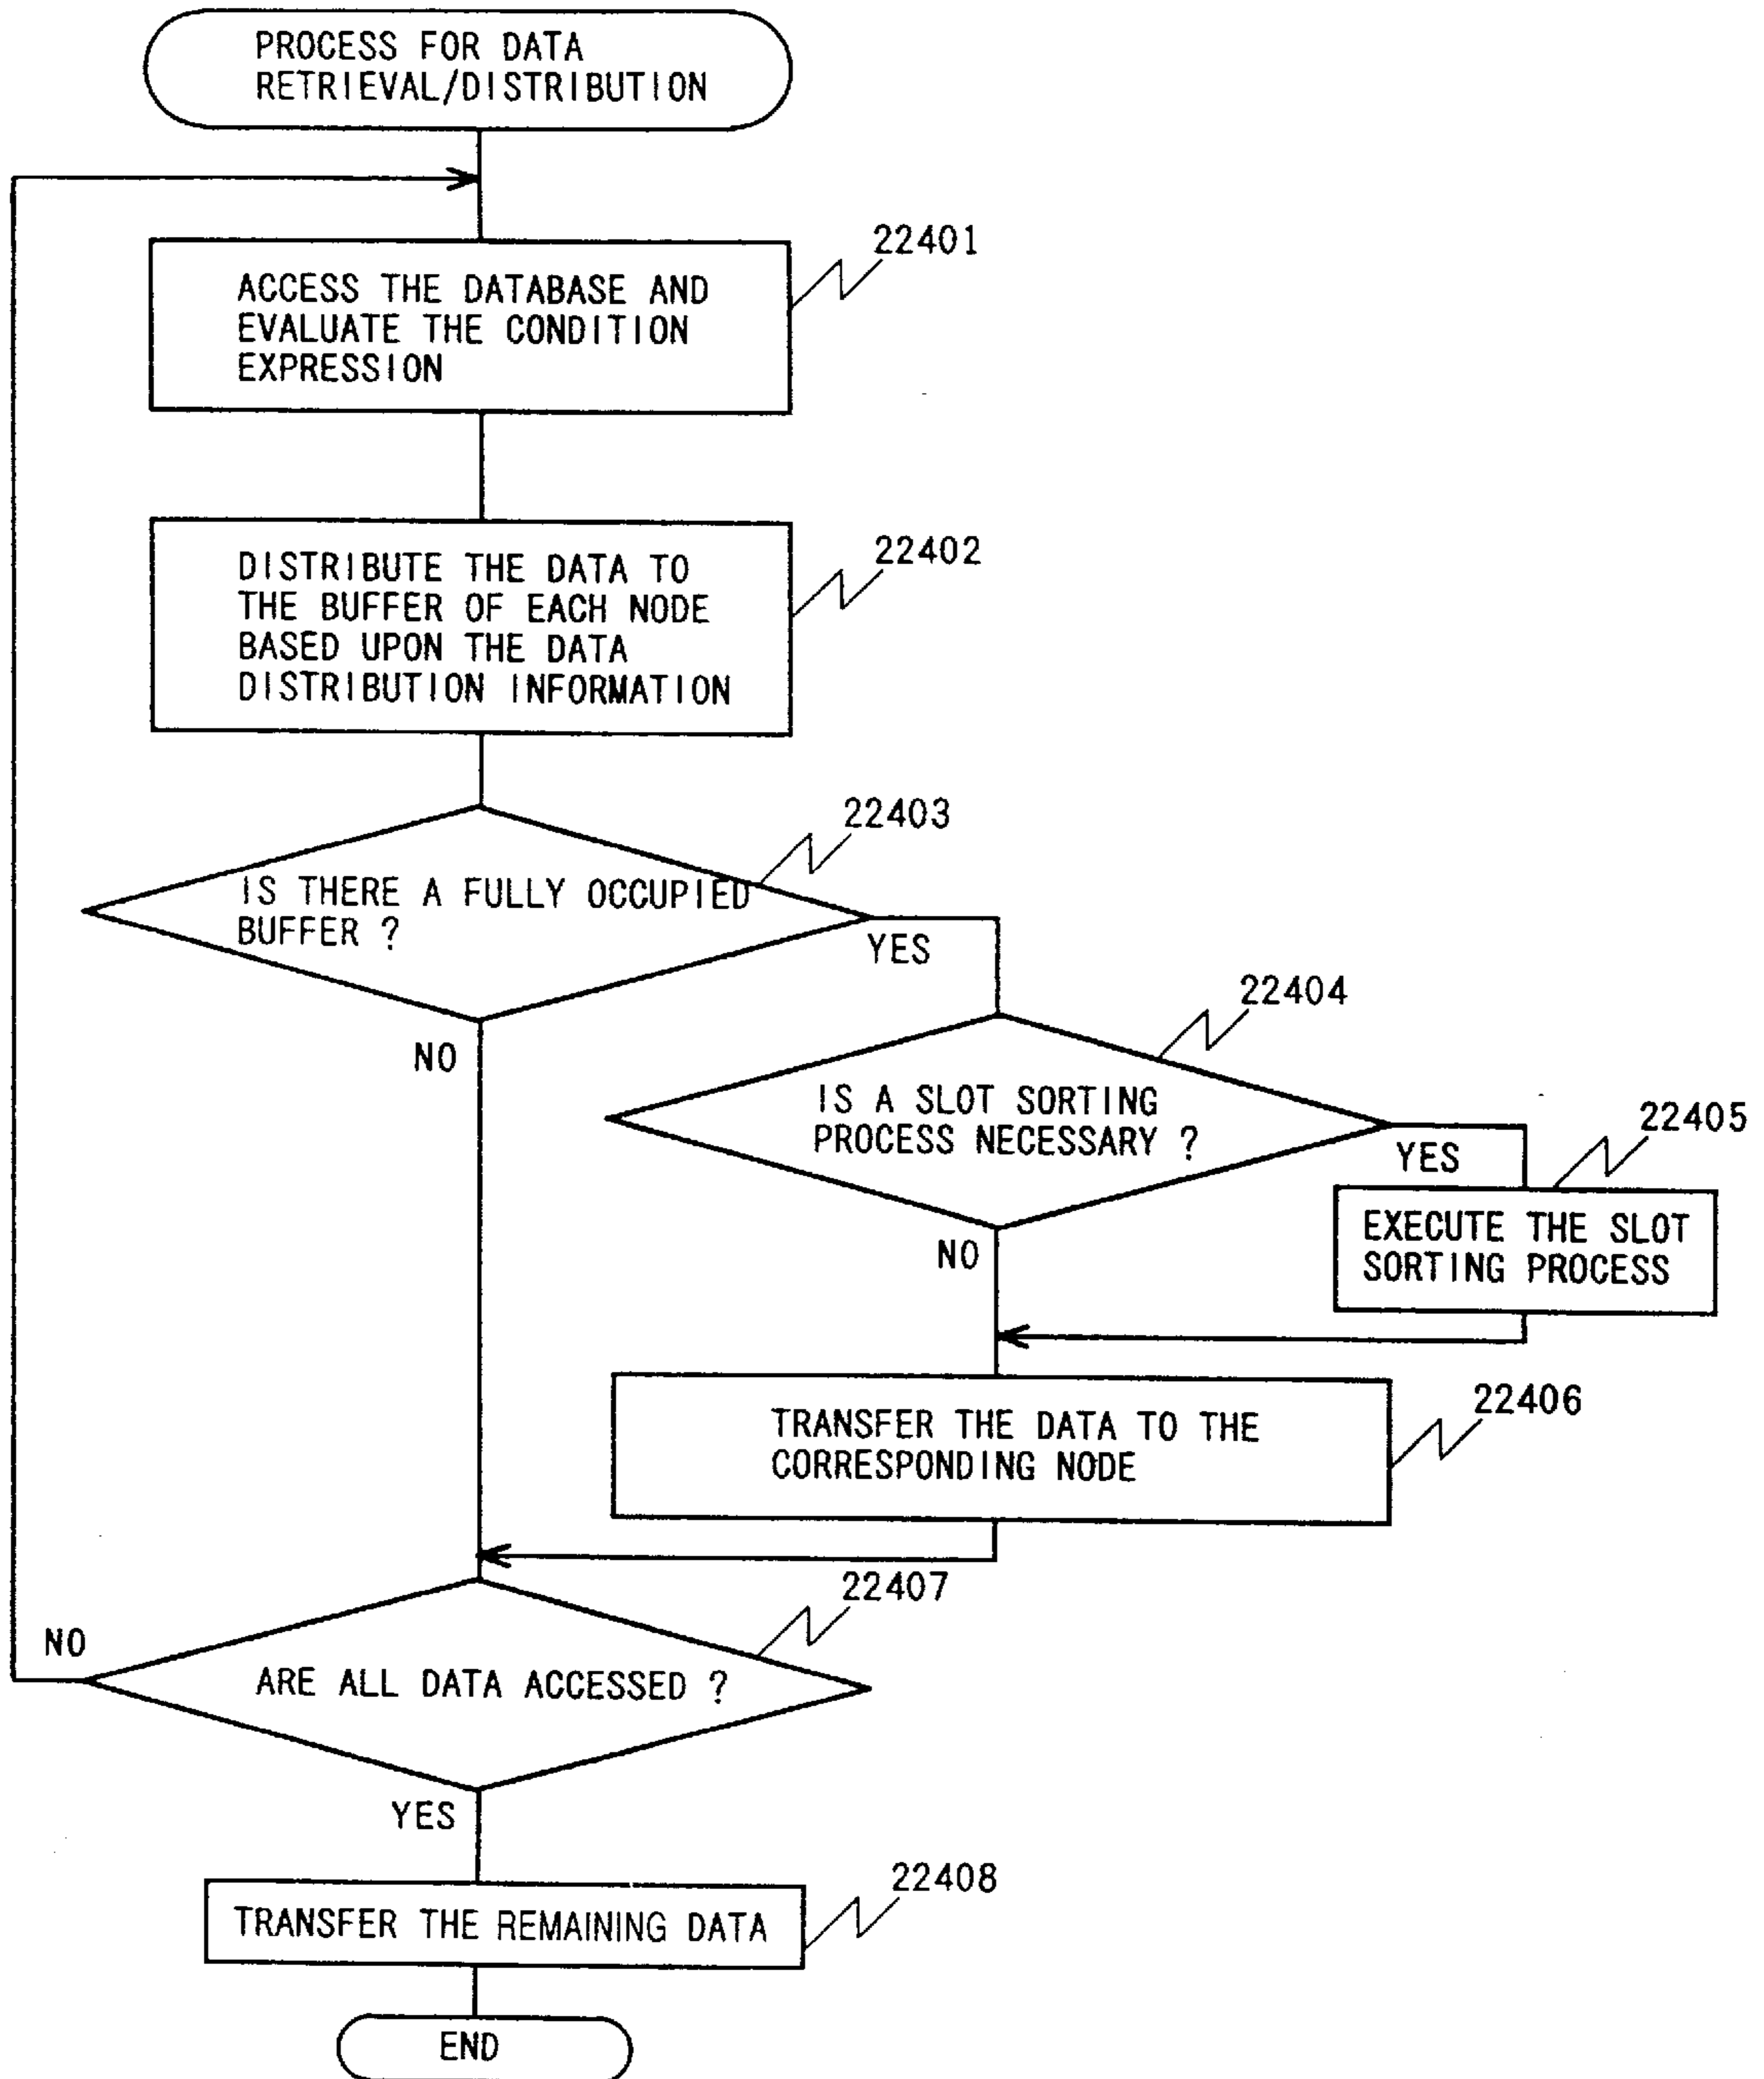 PROCESS FOR DATA
RETRIEVAL/DISTRIBUTION
22401
ACCESS THE DATABASE AND
EVALUATE THE CONDITION
EXPRESSION
22402
DISTRIBUTE THE DATA TO
THE BUFFER OF EACH NODE
BASED UPON THE DATA
DISTRIBUTION INFORMATION
22403
IS THERE A FULLY OCCUPIED
BUFFER ?
YES
NO
22404
IS A SLOT SORTING
PROCESS NECESSARY ?
YES
NO
22405
EXECUTE THE SLOT
SORTING PROCESS
22406
TRANSFER THE DATA TO THE
CORRESPONDING NODE
22407
NO
ARE ALL DATA ACCESSED ?
YES
22408
TRANSFER THE REMAINING DATA
END